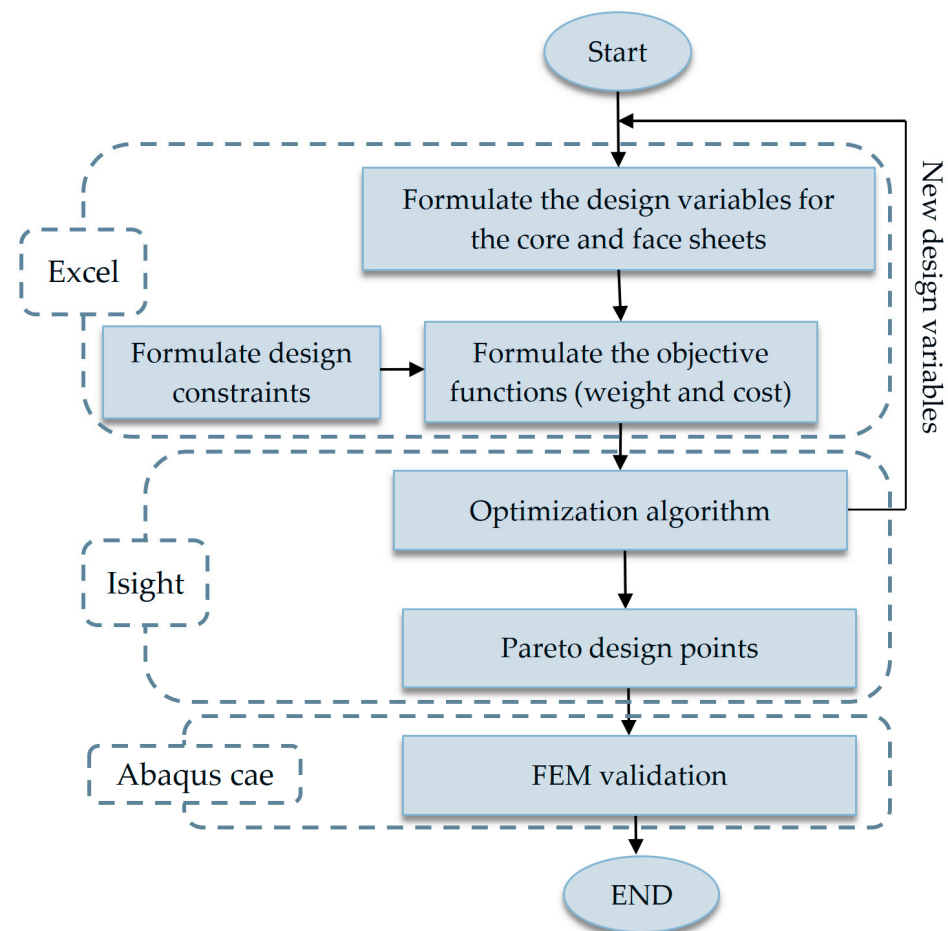 Start
New design variables
Formulate the design variables for
the core and face sheets
Excel
Formulate design
constraints
Formulate the objective
functions (weight and cost)
Optimization algorithm
Isight
Pareto design points
Abaqus cae
FEM validation
END